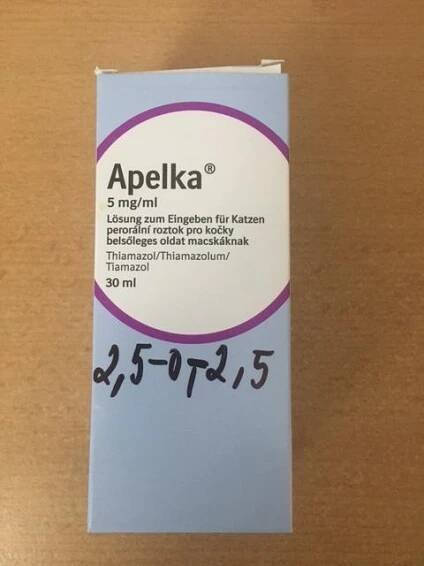 Apelka®
5 mg/ml
Lösung zum Eingeben für Katzen
perorální roztok pro kočky
belsőleges oldat macskáknak
Thiamazol/Thiamazolum/
Tiamazol
30 ml
2,5-0-2,5